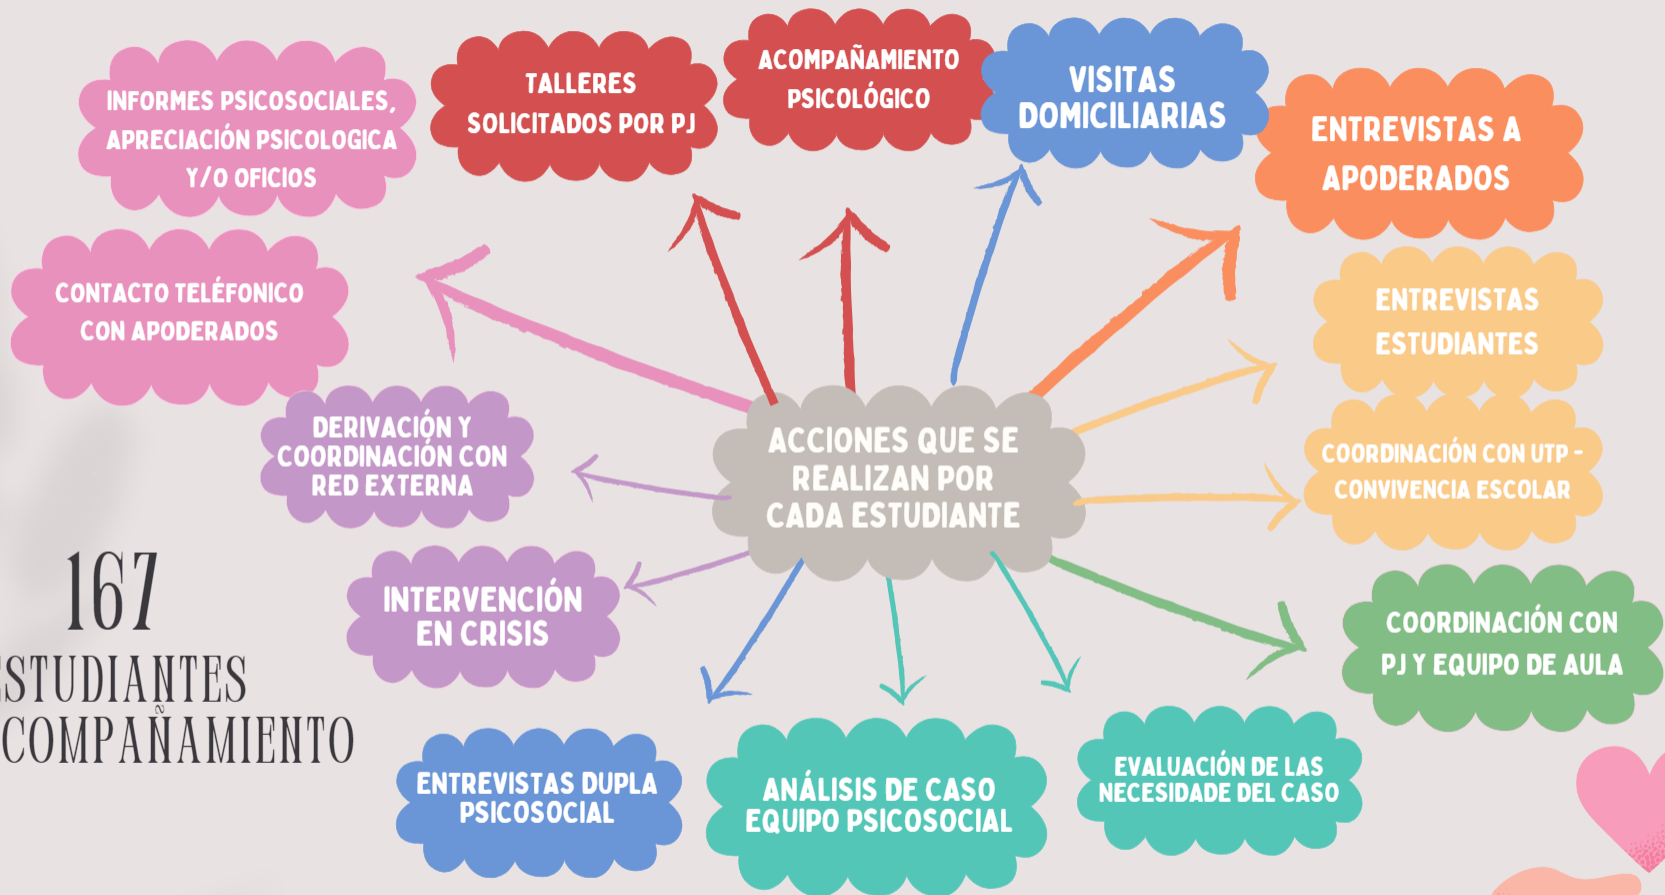 INFORMES PSICOSOCIALES,
APRECIACIÓN PSICOLOGICA
Y/O OFICIOS
TALLERES
SOLICITADOS POR PJ
ACOMPAÑAMIENTO
PSICOLÓGICO
VISITAS
DOMICILIARIAS
ENTREVISTAS A
APODERADOS
CONTACTO TELÉFONICO
CON APODERADOS
ENTREVISTAS
ESTUDIANTES
DERIVACIÓN Y
COORDINACIÓN CON
RED EXTERNA
ACCIONES QUE SE
REALIZAN POR
CADA ESTUDIANTE
COORDINACIÓN CON UTP -
CONVIVENCIA ESCOLAR
INTERVENCIÓN
EN CRISIS
COORDINACIÓN CON
PJ Y EQUIPO DE AULA
167
ESTUDIANTES
COMPAÑAMIENTO
ENTREVISTAS DUPLA
PSICOSOCIAL
ANÁLISIS DE CASO
EQUIPO PSICOSOCIAL
EVALUACIÓN DE LAS
NECESIDADE DEL CASO